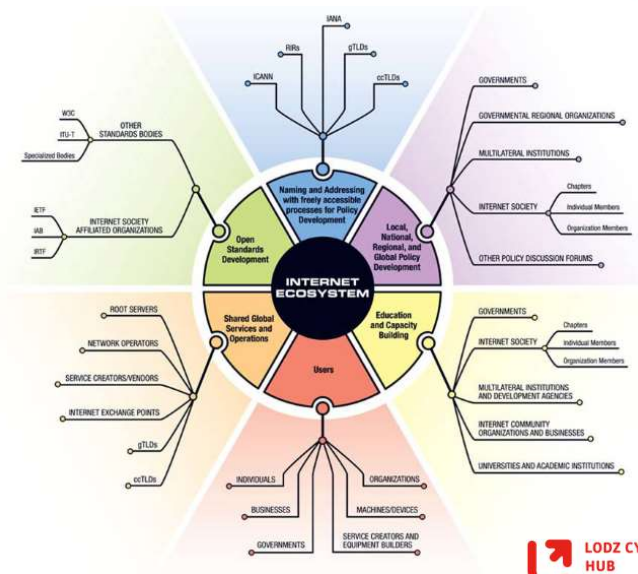 IANA
RIRs
gTLDs
ICANN
ccTLDs
Naming and Addressing
with freely accessible
processes for Policy
Development
W3C
OTHER
STANDARDS BODIES
ITU-T
Specialized Bodies
IETF
INTERNET SOCIETY
AFFILIATED ORGANIZATIONS
IAB
IRTF
Open
Standards
Development
GOVERNMENTS
GOVERNMENTAL REGIONAL ORGANIZATIONS
MULTILATERAL INSTITUTIONS
INTERNET SOCIETY
Chapters
Individual Members
Organization Members
OTHER POLICY DISCUSSION FORUMS
Local,
National,
Regional, and
Global Policy
Development
INTERNET
ECOSYSTEM
Shared Global
Services and
Operations
ROOT SERVERS
NETWORK OPERATORS
SERVICE CREATORS/VENDORS
INTERNET EXCHANGE POINTS
gTLDs
ccTLDs
Education
and Capacity
Building
GOVERNMENTS
INTERNET SOCIETY
Chapters
Individual Members
Organization Members
MULTILATERAL INSTITUTIONS
AND DEVELOPMENT AGENCIES
INTERNET COMMUNITY
ORGANIZATIONS AND BUSINESSES
UNIVERSITIES AND ACADEMIC INSTITUTIONS
Users
INDIVIDUALS
ORGANIZATIONS
BUSINESSES
MACHINES/DEVICES
GOVERNMENTS
SERVICE CREATORS AND
EQUIPMENT BUILDERS
LODZ CY
HUB